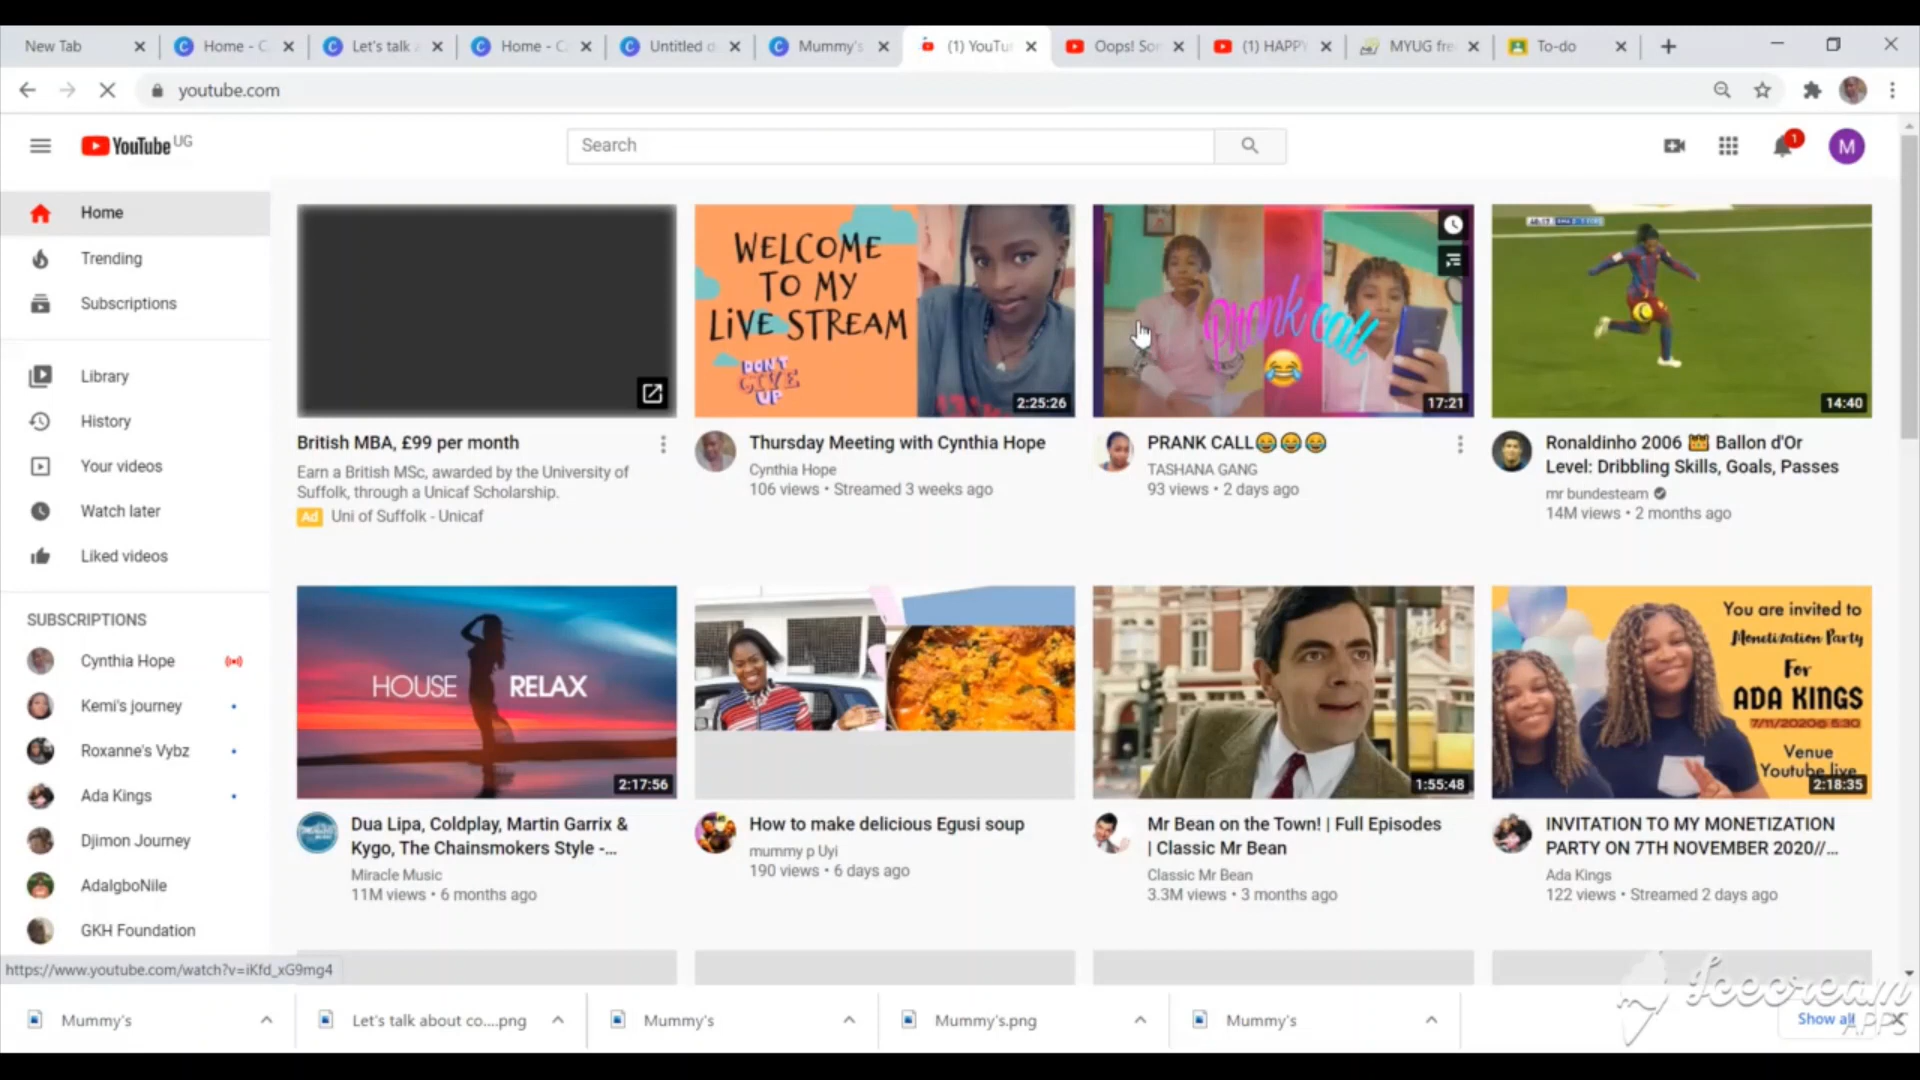 New Tab
Home - C
Let's talk
Home - C
Untitled d
Mummy's
(1) YouTu
Oops! So
(1) HAPP
MYUG fre
To-do
youtube.com
YouTube UG
Search
1
M
Home
Trending
Subscriptions
Library
History
Your videos
Watch later
Liked videos
SUBSCRIPTIONS
Cynthia Hope
Kemi's journey
Roxanne's Vybz
Ada Kings
Djimon Journey
AdaIgboNile
GKH Foundation
British MBA, £99 per month
Earn a British MSc, awarded by the University of
Suffolk, through a Unicaf Scholarship.
Ad Uni of Suffolk - Unicaf
WELCOME
TO MY
LIVE STREAM
DON'T
GIVE
UP
2:25:26
Thursday Meeting with Cynthia Hope
Cynthia Hope
106 views • Streamed 3 weeks ago
Prank call
17:21
PRANK CALL😂😂😂
TASHANA GANG
93 views • 2 days ago
14:40
Ronaldinho 2006 👑 Ballon d'Or
Level: Dribbling Skills, Goals, Passes
mr bundesteam
14M views • 2 months ago
HOUSE RELAX
2:17:56
Dua Lipa, Coldplay, Martin Garrix &
Kygo, The Chainsmokers Style -...
Miracle Music
11M views • 6 months ago
How to make delicious Egusi soup
mummy p Uyi
190 views • 6 days ago
1:55:48
Mr Bean on the Town! | Full Episodes
| Classic Mr Bean
Classic Mr Bean
3.3M views • 3 months ago
You are invited to
Monetization Party
For
ADA KINGS
7/11/2020@ 5:30
Venue
Youtube live
2:18:35
INVITATION TO MY MONETIZATION
PARTY ON 7TH NOVEMBER 2020//...
Ada Kings
122 views • Streamed 2 days ago
https://www.youtube.com/watch?v=iKfd_xG9mg4
Mummy's
Let's talk about co....png
Mummy's
Mummy's.png
Mummy's
Show all
Icecream
APPS